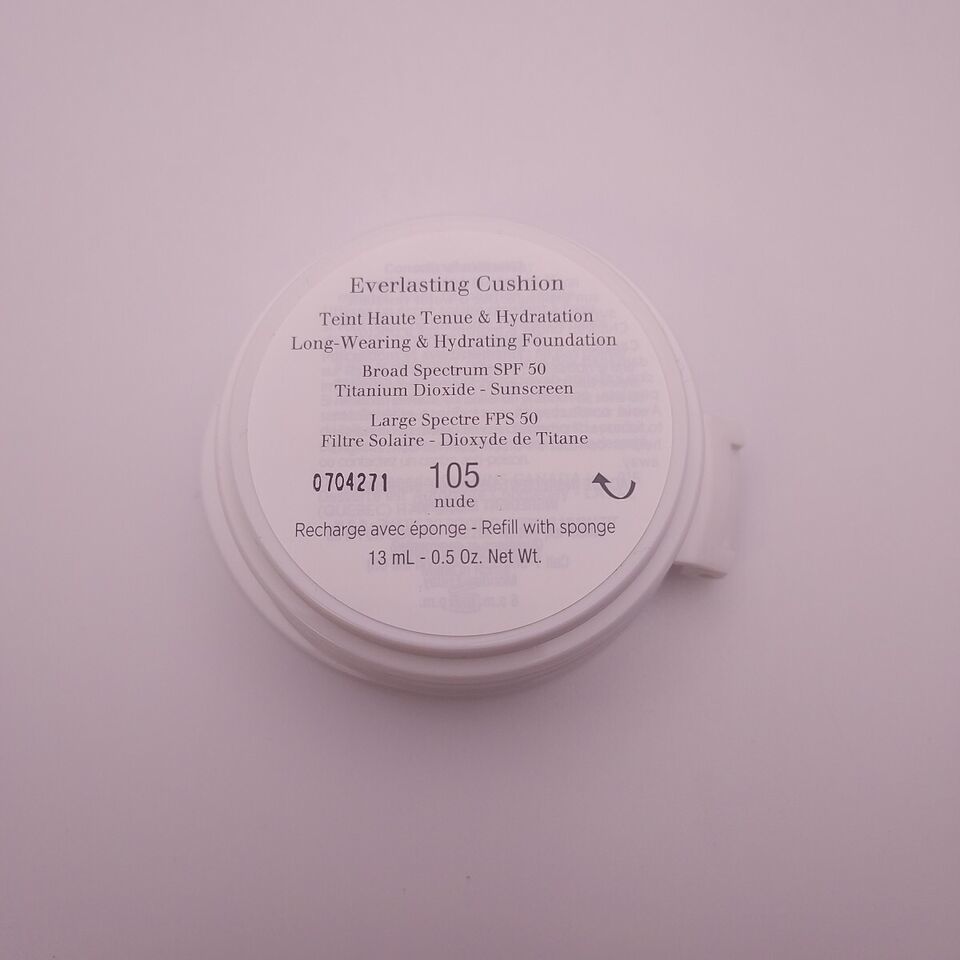 Everlasting Cushion
Teint Haute Tenue & Hydratation
Long-Wearing & Hydrating Foundation
Broad Spectrum SPF 50
Titanium Dioxide - Sunscreen
Large Spectre FPS 50
Filtre Solaire - Dioxyde de Titane
0704271 105
nude
Recharge avec éponge - Refill with sponge
13 mL - 0.5 Oz. Net Wt.